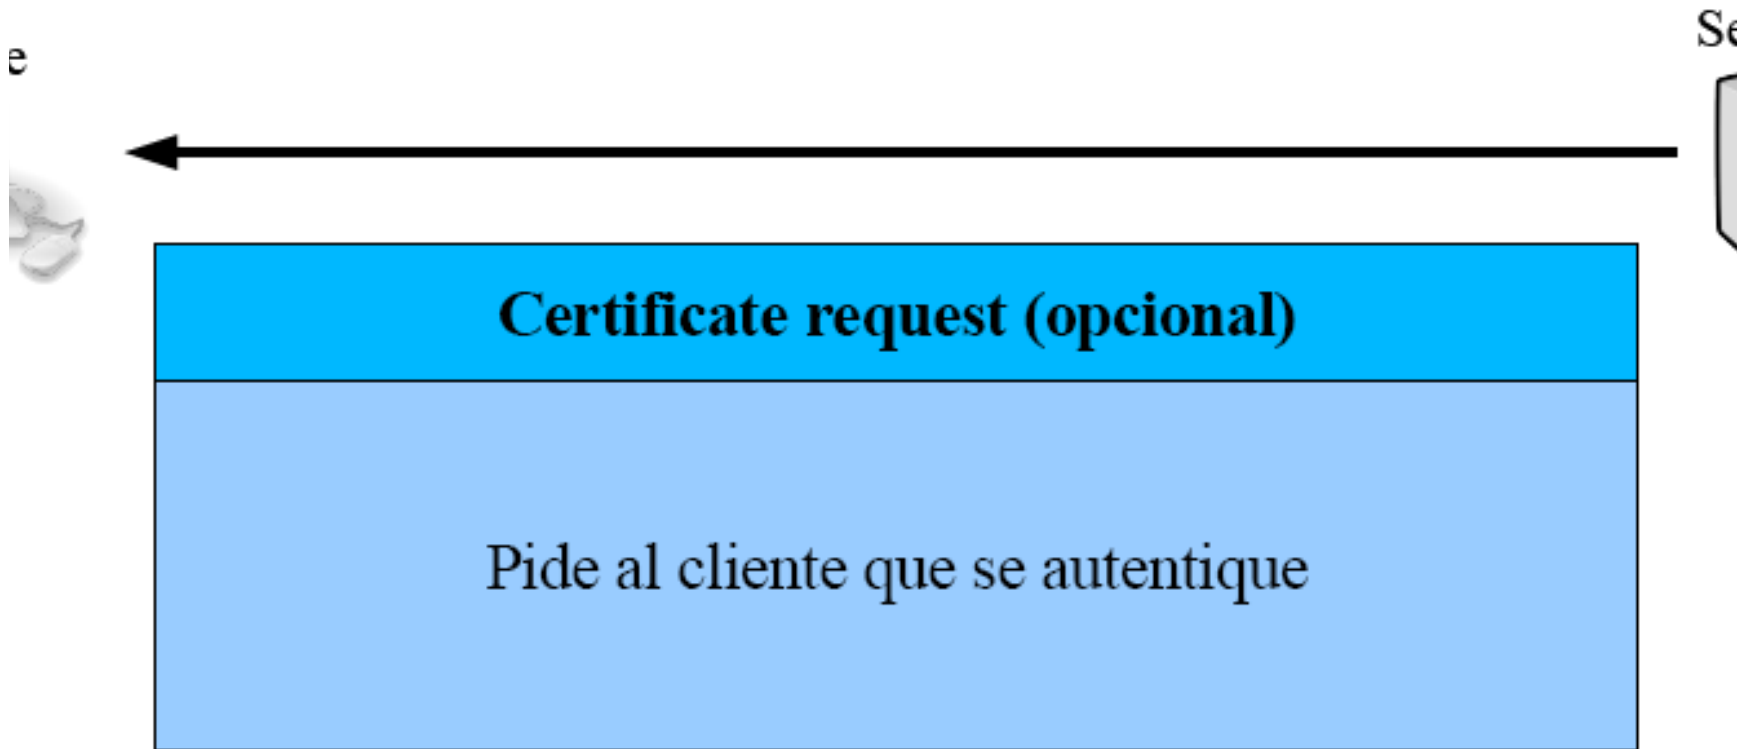 Certificate request (opcional)
Pide al cliente que se autentique